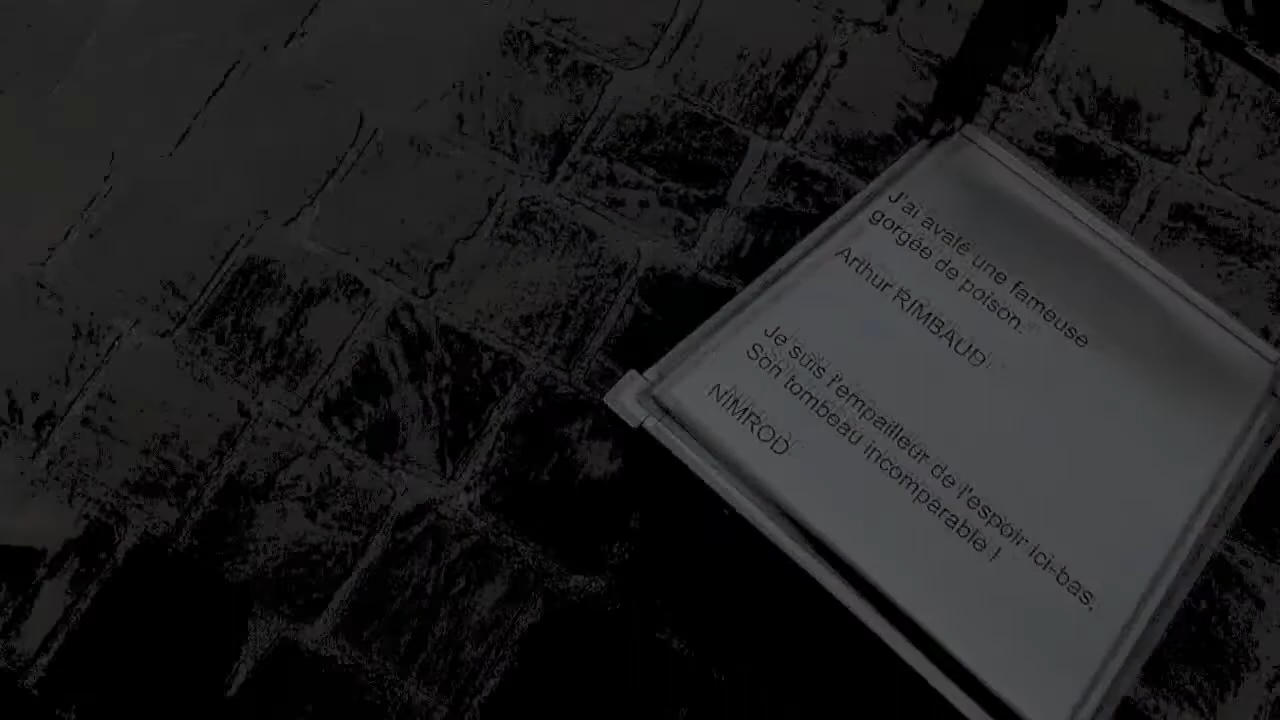 J'ai avalé une fameuse
gorgée de poison.
Arthur RIMBAUD
Je suis l'empailleur de l'espoir ici-bas,
Son tombeau incomparable !
NIMROD